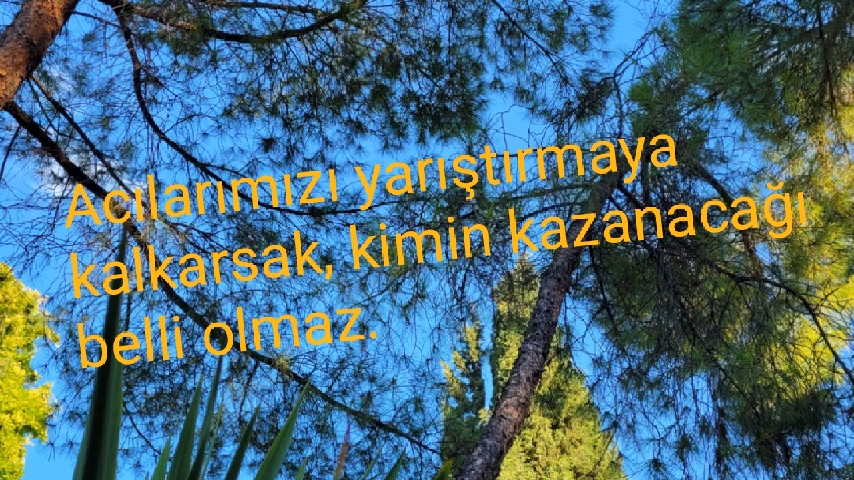 Acılarımızı yarıştırmaya
kalkarsak, kimin kazanacağı
belli olmaz.